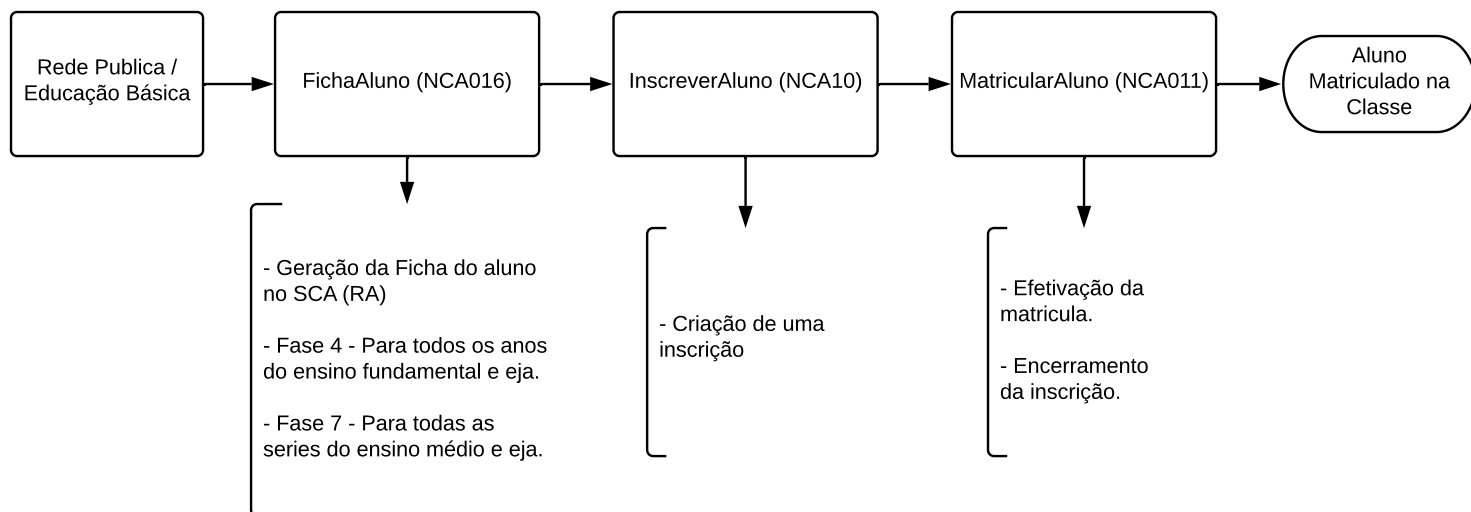 Rede Publica /
Educação Básica
FichaAluno (NCA016)
InscreverAluno (NCA10)
MatricularAluno (NCA011)
Aluno
Matriculado na
Classe
- Geração da Ficha do aluno
no SCA (RA)
- Fase 4 - Para todos os anos
do ensino fundamental e eja.
- Fase 7 - Para todas as
series do ensino médio e eja.
- Criação de uma
inscrição
- Efetivação da
matricula.
- Encerramento
da inscrição.